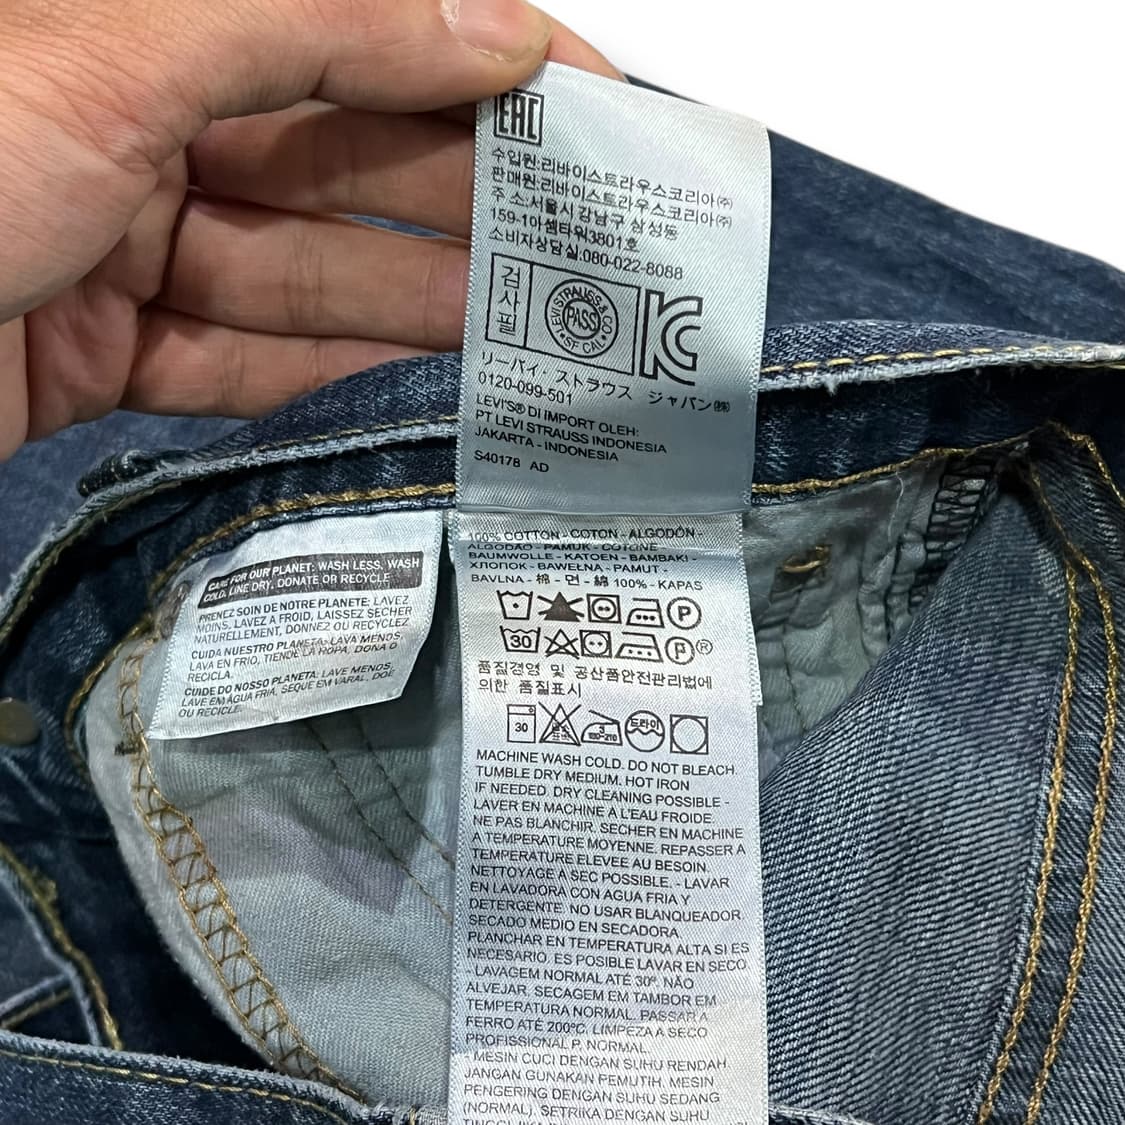 EAC
수입원:리바이스트라우스코리아㈜
판매원:리바이스트라우스코리아㈜
주 소:서울시 강남구 삼성동
159-10아셈타워3801호
소비자상담실:080-022-8088
검사필
LEVI STRAUSS & CO
PASS
SF CAL
KC
リーバイ・ストラウス ジャパン㈱
0120-099-501
LEVI'S® DI IMPORT OLEH:
PT LEVI STRAUSS INDONESIA
JAKARTA - INDONESIA
S40178 AD
CARE FOR OUR PLANET: WASH LESS, WASH
COLD, LINE DRY, DONATE OR RECYCLE
PRENEZ SOIN DE NOTRE PLANETE: LAVEZ
MOINS, LAVEZ A FROID, LAISSEZ SECHER
NATURELLEMENT, DONNEZ OU RECYCLEZ
CUIDA NUESTRO PLANETA: LAVA MENOS,
LAVA EN FRIO, TIENDE LA ROPA, DONA O
RECICLA.
CUIDE DO NOSSO PLANETA: LAVE MENOS,
LAVE EM AGUA FRIA, SEQUE EM VARAL, DOE
OU RECICLE.
100% COTTON - COTON - ALGODÓN -
ALGODÃO - PAMUK - COTONE -
BAUMWOLLE - KATOEN - BAMBAKI -
ХЛОПОК - BAWEŁNA - PAMUT -
BAVLNA - 棉 - 면 - 綿 100% - KAPAS
P
30 P ®
품질경영 및 공산품안전관리법에
의한 품질표시
30 3 180-210 드라이
MACHINE WASH COLD. DO NOT BLEACH.
TUMBLE DRY MEDIUM. HOT IRON
IF NEEDED. DRY CLEANING POSSIBLE -
LAVER EN MACHINE A L'EAU FROIDE.
NE PAS BLANCHIR. SECHER EN MACHINE
A TEMPERATURE MOYENNE. REPASSER A
TEMPERATURE ELEVEE AU BESOIN.
NETTOYAGE A SEC POSSIBLE. - LAVAR
EN LAVADORA CON AGUA FRIA Y
DETERGENTE. NO USAR BLANQUEADOR.
SECADO MEDIO EN SECADORA.
PLANCHAR EN TEMPERATURA ALTA SI ES
NECESARIO. ES POSIBLE LAVAR EN SECO.
- LAVAGEM NORMAL ATÉ 30º. NÃO
ALVEJAR. SECAGEM EM TAMBOR EM
TEMPERATURA NORMAL. PASSAR A
FERRO ATÉ 200ºC. LIMPEZA A SECO
PROFISSIONAL P, NORMAL.
- MESIN CUCI DENGAN SUHU RENDAH
JANGAN GUNAKAN PEMUTIH. MESIN
PENGERING DENGAN SUHU SEDANG
(NORMAL). SETRIKA DENGAN SUHU